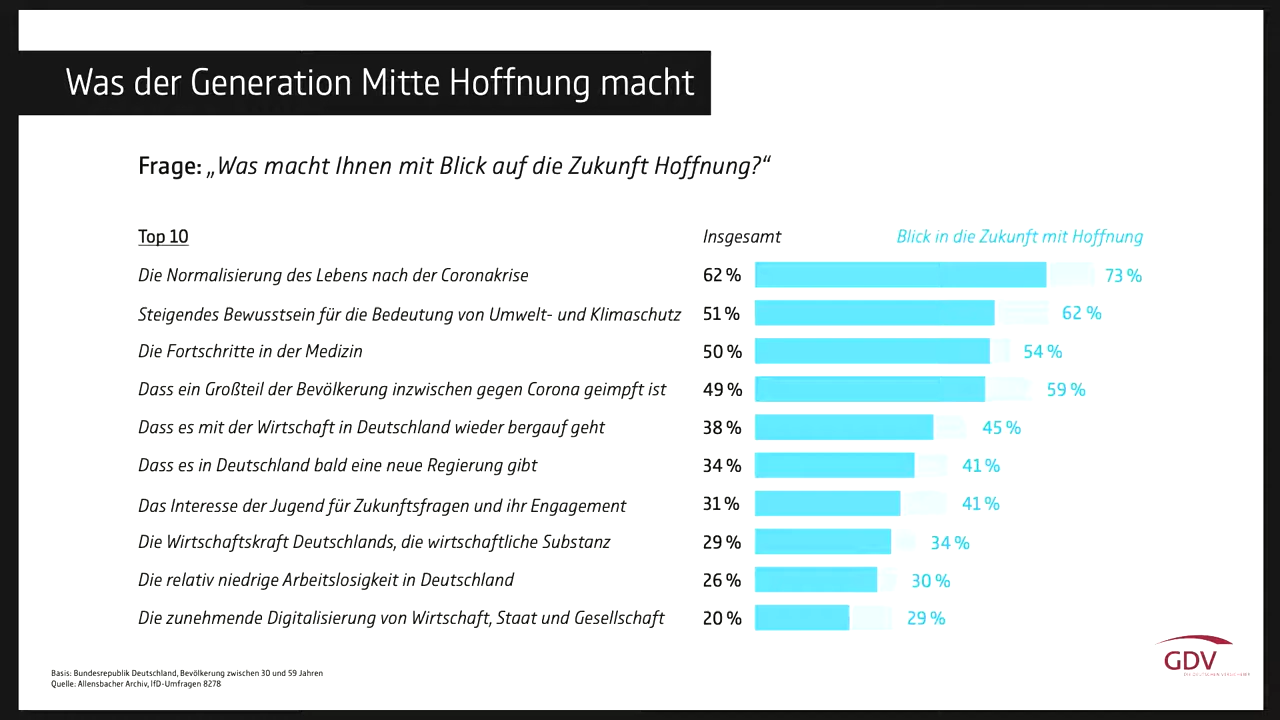 Was der Generation Mitte Hoffnung macht
Frage: „Was macht Ihnen mit Blick auf die Zukunft Hoffnung?“
Top 10 Insgesamt Blick in die Zukunft mit Hoffnung
Die Normalisierung des Lebens nach der Coronakrise 62 % 73 %
Steigendes Bewusstsein für die Bedeutung von Umwelt- und Klimaschutz 51 % 62 %
Die Fortschritte in der Medizin 50 % 54 %
Dass ein Großteil der Bevölkerung inzwischen gegen Corona geimpft ist 49 % 59 %
Dass es mit der Wirtschaft in Deutschland wieder bergauf geht 38 % 45 %
Dass es in Deutschland bald eine neue Regierung gibt 34 % 41 %
Das Interesse der Jugend für Zukunftsfragen und ihr Engagement 31 % 41 %
Die Wirtschaftskraft Deutschlands, die wirtschaftliche Substanz 29 % 34 %
Die relativ niedrige Arbeitslosigkeit in Deutschland 26 % 30 %
Die zunehmende Digitalisierung von Wirtschaft, Staat und Gesellschaft 20 % 29 %
Basis: Bundesrepublik Deutschland, Bevölkerung zwischen 30 und 59 Jahren
Quelle: Allensbacher Archiv, IfD-Umfragen 8278
GDV